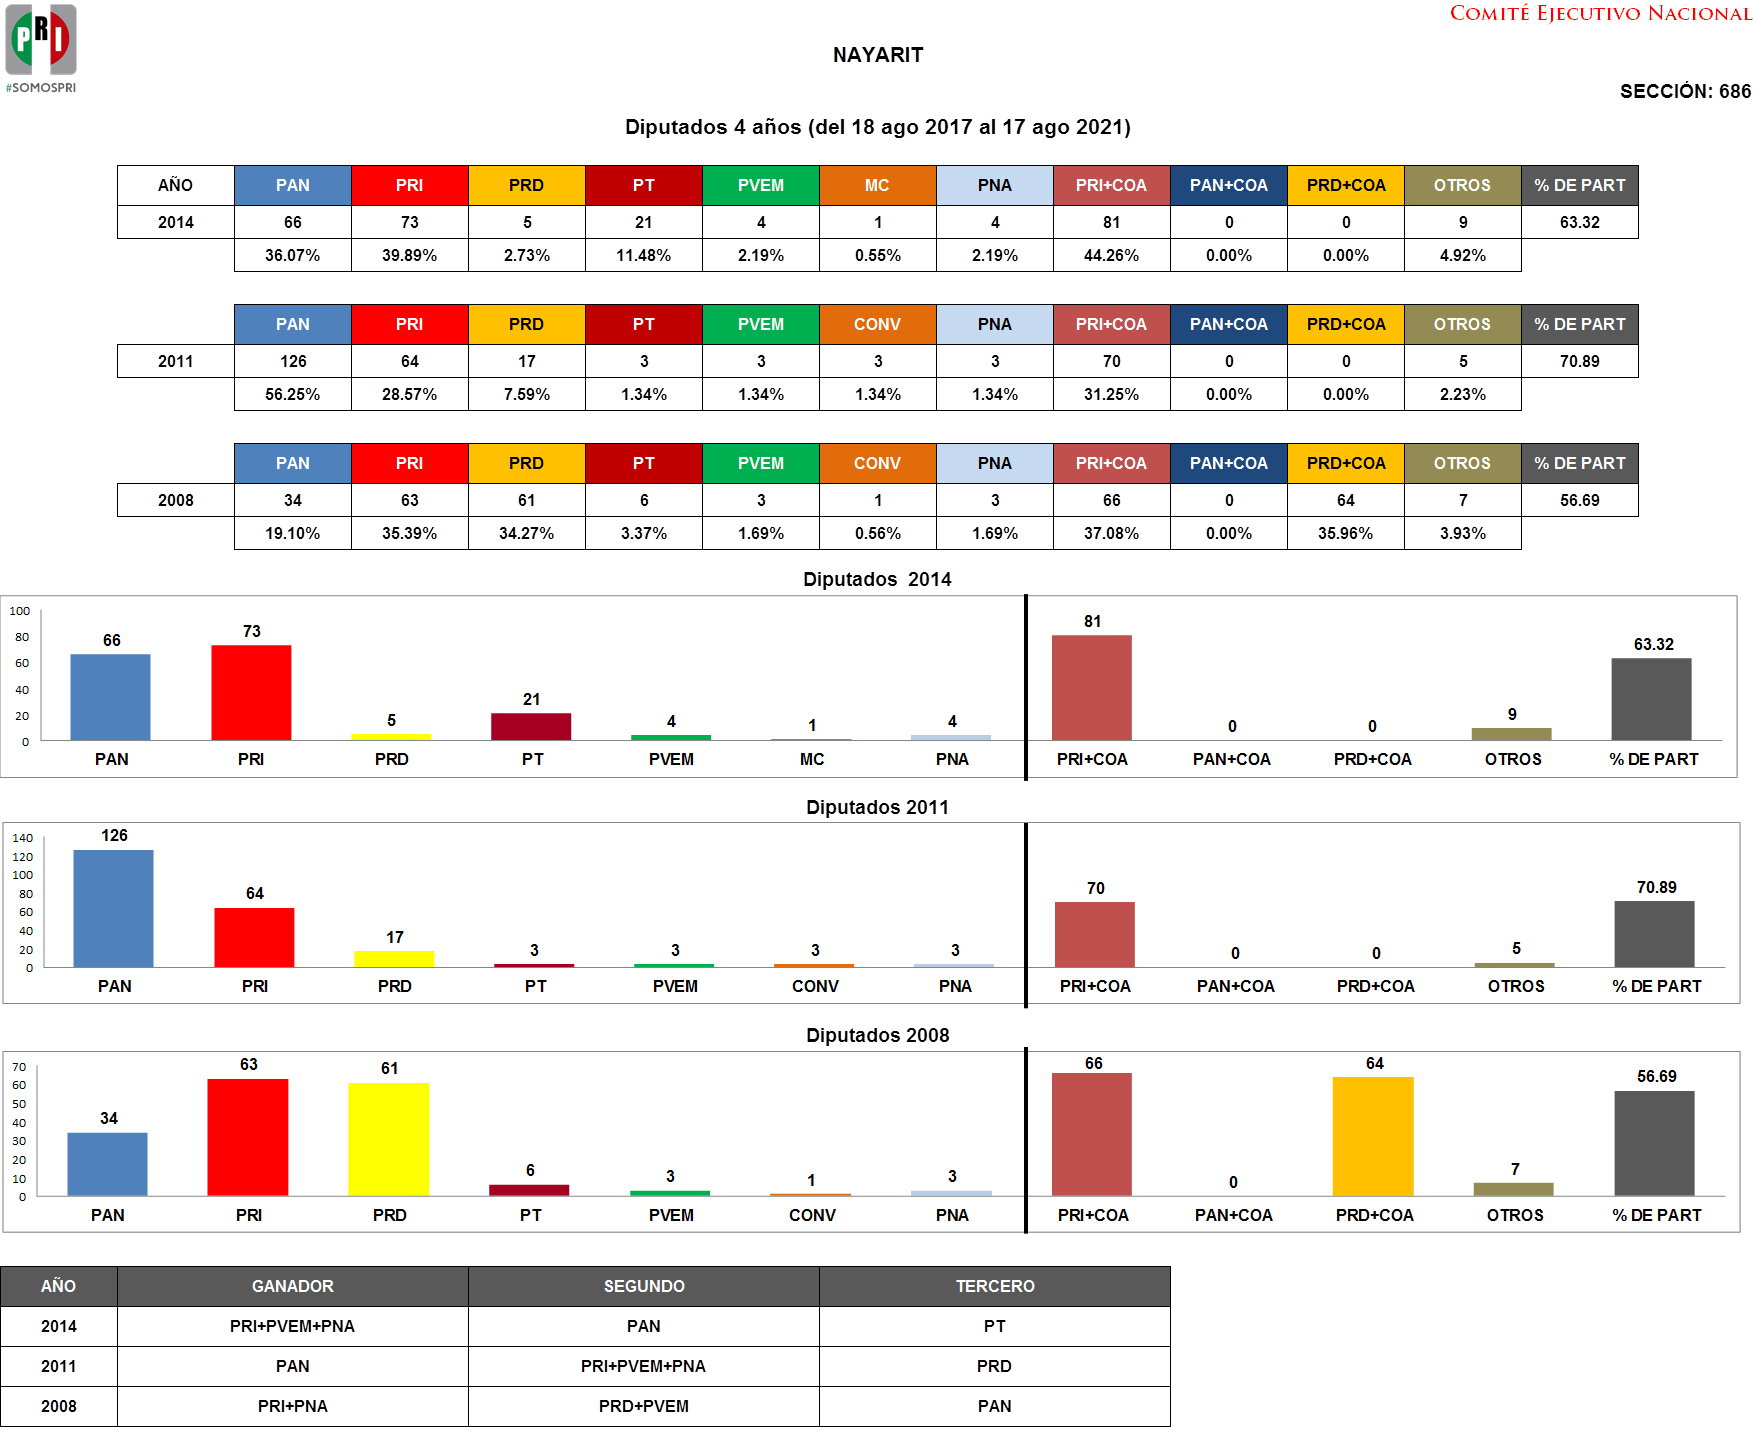 PRI
#SOMOSPRI
COMITÉ EJECUTIVO NACIONAL
NAYARIT
SECCIÓN: 686
Diputados 4 años (del 18 ago 2017 al 17 ago 2021)
AÑO PAN PRI PRD PT PVEM MC PNA PRI+COA PAN+COA PRD+COA OTROS % DE PART
2014 66 73 5 21 4 1 4 81 0 0 9 63.32
36.07% 39.89% 2.73% 11.48% 2.19% 0.55% 2.19% 44.26% 0.00% 0.00% 4.92%
PAN PRI PRD PT PVEM CONV PNA PRI+COA PAN+COA PRD+COA OTROS % DE PART
2011 126 64 17 3 3 3 3 70 0 0 5 70.89
56.25% 28.57% 7.59% 1.34% 1.34% 1.34% 1.34% 31.25% 0.00% 0.00% 2.23%
PAN PRI PRD PT PVEM CONV PNA PRI+COA PAN+COA PRD+COA OTROS % DE PART
2008 34 63 61 6 3 1 3 66 0 64 7 56.69
19.10% 35.39% 34.27% 3.37% 1.69% 0.56% 1.69% 37.08% 0.00% 35.96% 3.93%
Diputados 2014
100
80
60
40
20
0
66 73 5 21 4 1 4 81 0 0 9 63.32
PAN PRI PRD PT PVEM MC PNA PRI+COA PAN+COA PRD+COA OTROS % DE PART
Diputados 2011
140
120
100
80
60
40
20
0
126 64 17 3 3 3 3 70 0 0 5 70.89
PAN PRI PRD PT PVEM CONV PNA PRI+COA PAN+COA PRD+COA OTROS % DE PART
Diputados 2008
70
60
50
40
30
20
10
0
34 63 61 6 3 1 3 66 0 64 7 56.69
PAN PRI PRD PT PVEM CONV PNA PRI+COA PAN+COA PRD+COA OTROS % DE PART
AÑO GANADOR SEGUNDO TERCERO
2014 PRI+PVEM+PNA PAN PT
2011 PAN PRI+PVEM+PNA PRD
2008 PRI+PNA PRD+PVEM PAN